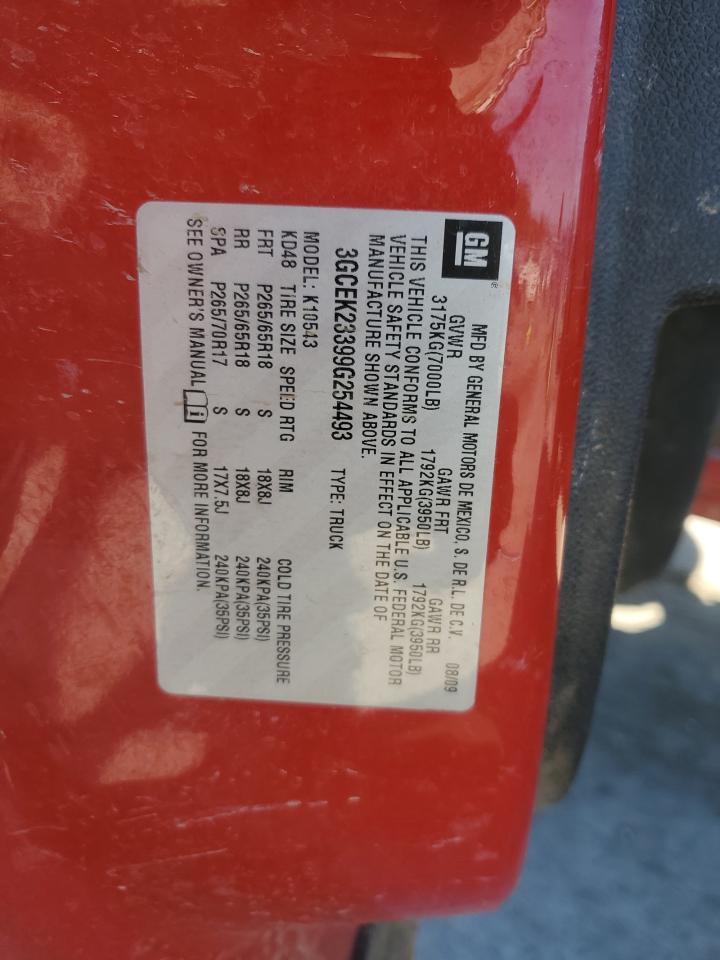 GM®
MFD BY GENERAL MOTORS DE MEXICO, S. DE R.L. DE C.V. 08/09
GVWR GAWR FRT GAWR RR
3175KG(7000LB) 1792KG(3950LB) 1792KG(3950LB)
THIS VEHICLE CONFORMS TO ALL APPLICABLE U.S. FEDERAL MOTOR
VEHICLE SAFETY STANDARDS IN EFFECT ON THE DATE OF
MANUFACTURE SHOWN ABOVE.
3GCEK23399G254493 TYPE: TRUCK
MODEL: K10543
KD48 TIRE SIZE SPEED RTG RIM COLD TIRE PRESSURE
FRT P265/65R18 S 18X8J 240KPA(35PSI)
RR P265/65R18 S 18X8J 240KPA(35PSI)
SPA P265/70R17 S 17X7.5J 240KPA(35PSI)
SEE OWNER'S MANUAL i FOR MORE INFORMATION.